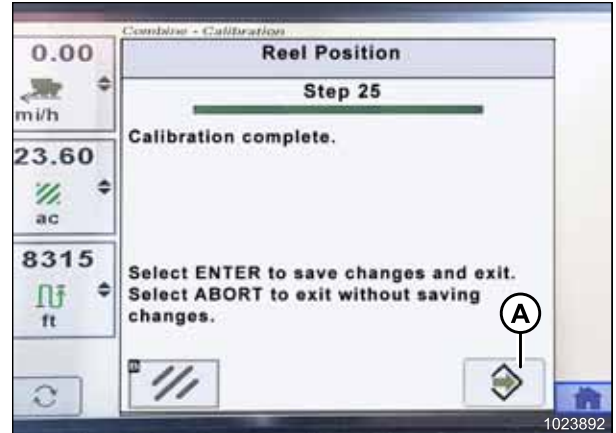 Combine - Calibration
0.00
mi/h
23.60
ac
8315
ft
Reel Position
Step 25
Calibration complete.
Select ENTER to save changes and exit.
Select ABORT to exit without saving
changes.
A
1023892